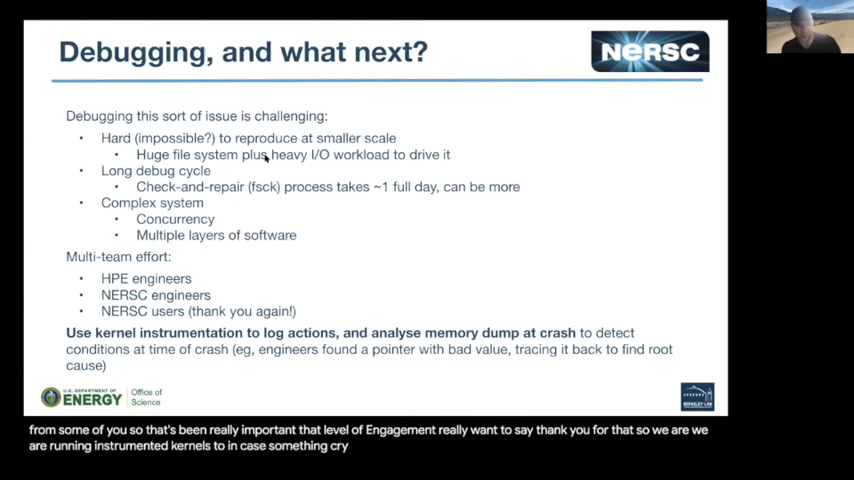 Debugging, and what next?
NERSC
Debugging this sort of issue is challenging:
• Hard (impossible?) to reproduce at smaller scale
• Huge file system plus heavy I/O workload to drive it
• Long debug cycle
• Check-and-repair (fsck) process takes ~1 full day, can be more
• Complex system
• Concurrency
• Multiple layers of software
Multi-team effort:
• HPE engineers
• NERSC engineers
• NERSC users (thank you again!)
Use kernel instrumentation to log actions, and analyse memory dump at crash to detect
conditions at time of crash (eg, engineers found a pointer with bad value, tracing it back to find root
cause)
U.S. DEPARTMENT OF
ENERGY
Office of
Science
BERKELEY LAB
from some of you so that's been really important that level of Engagement really want to say thank you for that so we are we
are running instrumented kernels to in case something cry